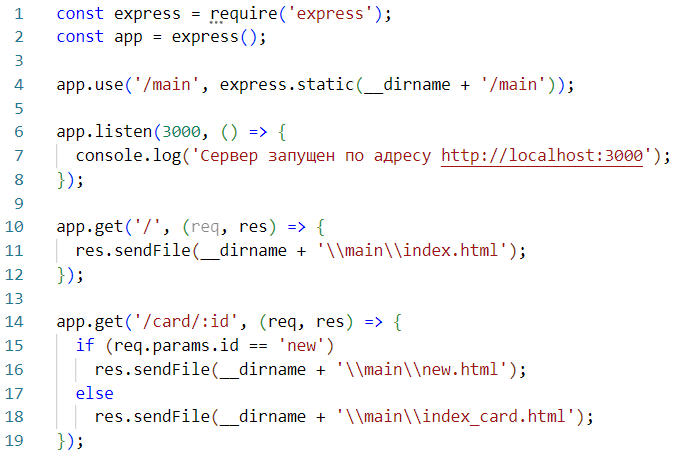 1 const express = require('express');
2 const app = express();
3
4 app.use('/main', express.static(__dirname + '/main'));
5
6 app.listen(3000, () => {
7   console.log('Сервер запущен по адресу http://localhost:3000');
8 });
9
10 app.get('/', (req, res) => {
11   res.sendFile(__dirname + '\\main\\index.html');
12 });
13
14 app.get('/card/:id', (req, res) => {
15   if (req.params.id == 'new')
16     res.sendFile(__dirname + '\\main\\new.html');
17   else
18     res.sendFile(__dirname + '\\main\\index_card.html');
19 });